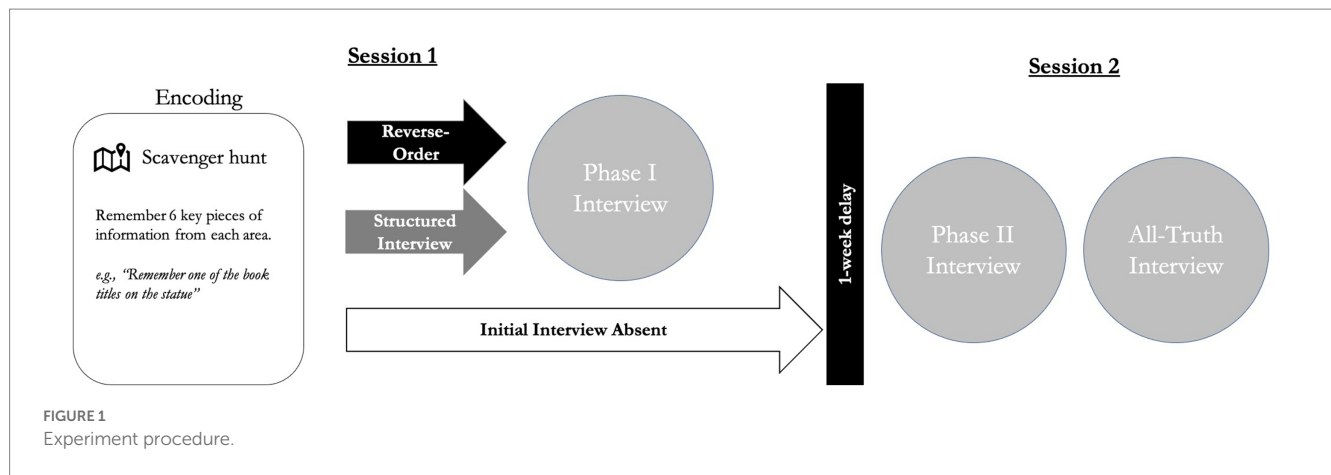 Session 1
Session 2
Encoding
Scavenger hunt
Remember 6 key pieces of
information from each area.
e.g., “Remember one of the book
titles on the statue”
Reverse-
Order
Structured
Interview
Phase I
Interview
Initial Interview Absent
1-week delay
Phase II
Interview
All-Truth
Interview
FIGURE 1
Experiment procedure.